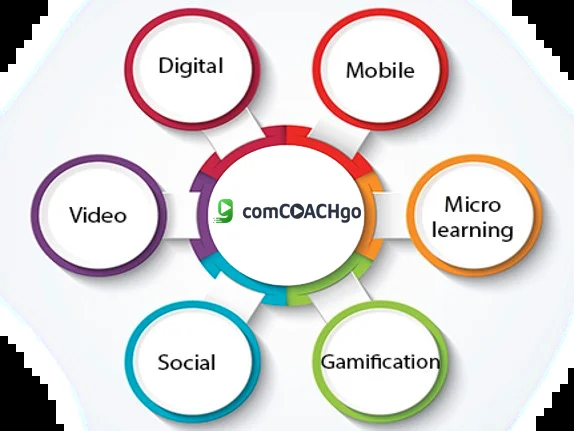 Digital
Mobile
Video
comCOACHgo
Micro
learning
Social
Gamification